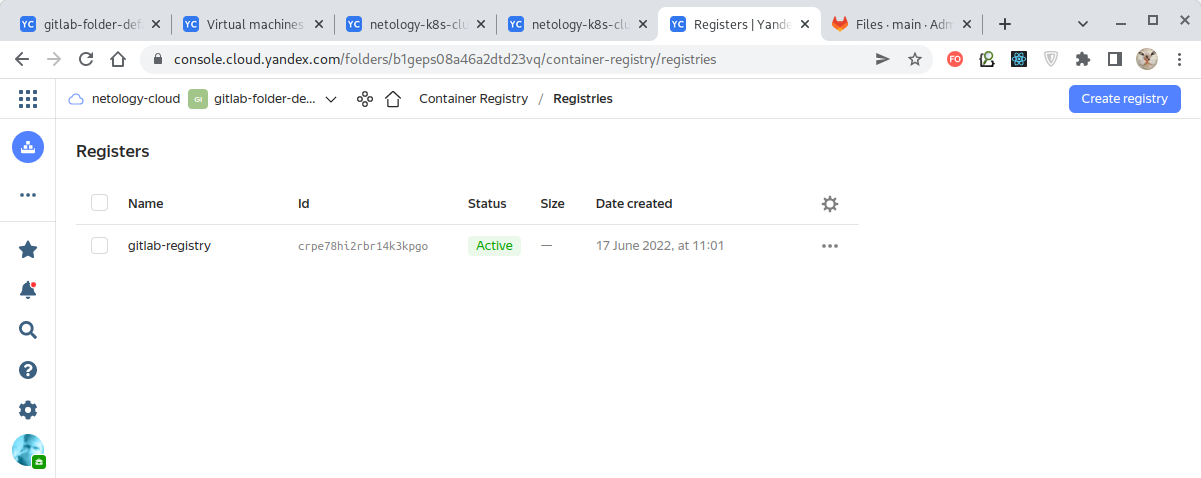 YC gitlab-folder-def YC Virtual machines YC netology-k8s-clu YC netology-k8s-clu YC Registers | Yande Files · main · Adm
console.cloud.yandex.com/folders/b1geps08a46a2dtd23vq/container-registry/registries FO
netology-cloud GI gitlab-folder-de... Container Registry / Registries Create registry
Registers
Name Id Status Size Date created
gitlab-registry crpe78hi2rbr14k3kpgo Active — 17 June 2022, at 11:01